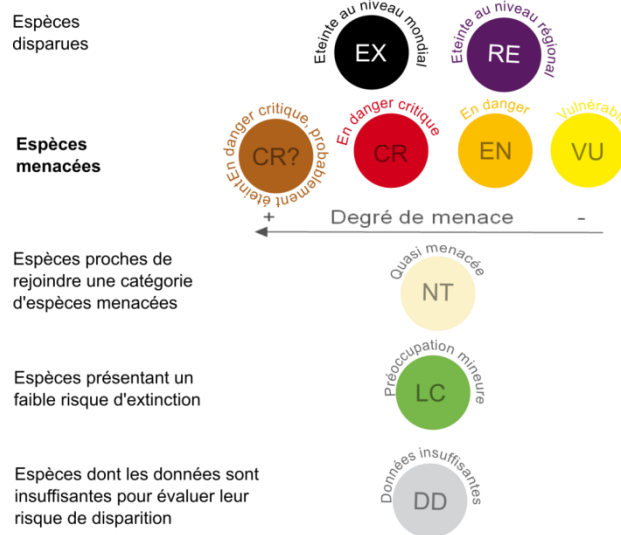 Espèces
disparues
Eteinte au niveau mondial
EX
Eteinte au niveau régional
RE
Espèces
menacées
En danger critique, probablement éteint
CR?
En danger critique
CR
En danger
EN
Vulnérable
VU
+ Degré de menace -
Espèces proches de
rejoindre une catégorie
d'espèces menacées
Quasi menacée
NT
Espèces présentant un
faible risque d'extinction
Préoccupation mineure
LC
Espèces dont les données sont
insuffisantes pour évaluer leur
risque de disparition
Données insuffisantes
DD